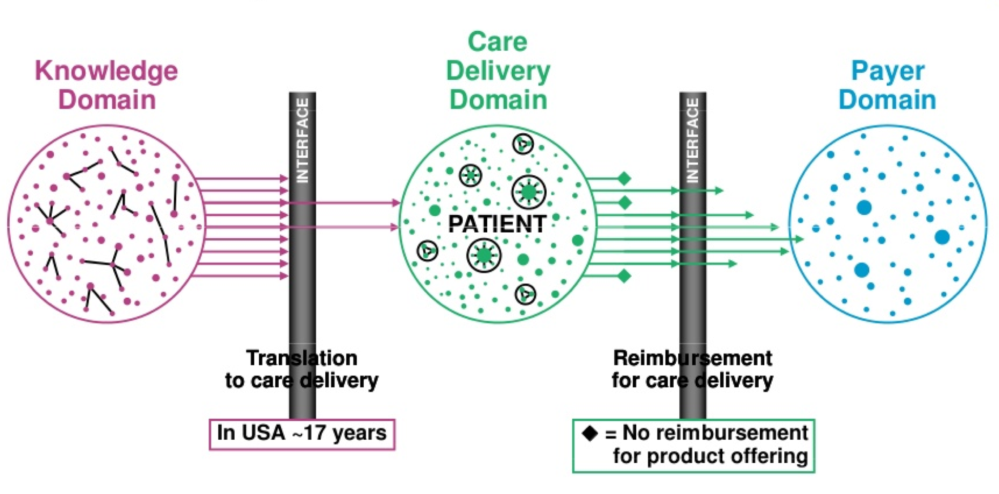 Knowledge
Domain
Care
Delivery
Domain
Payer
Domain
INTERFACE
INTERFACE
PATIENT
Translation
to care delivery
Reimbursement
for care delivery
In USA ~17 years
◆ = No reimbursement
for product offering